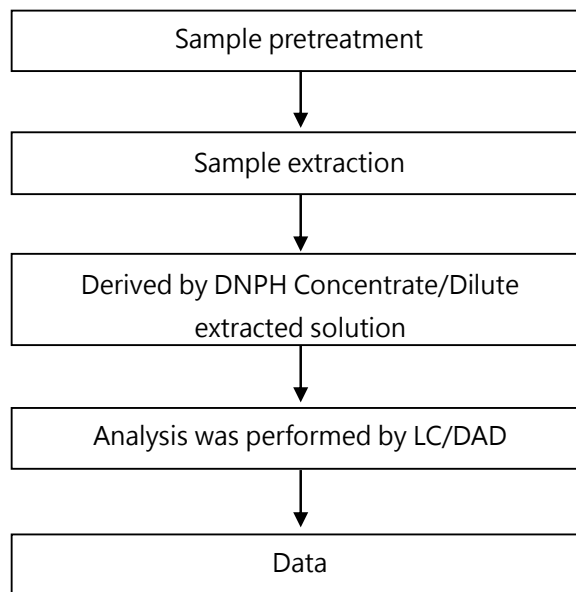 Sample pretreatment
Sample extraction
Derived by DNPH Concentrate/Dilute
extracted solution
Analysis was performed by LC/DAD
Data